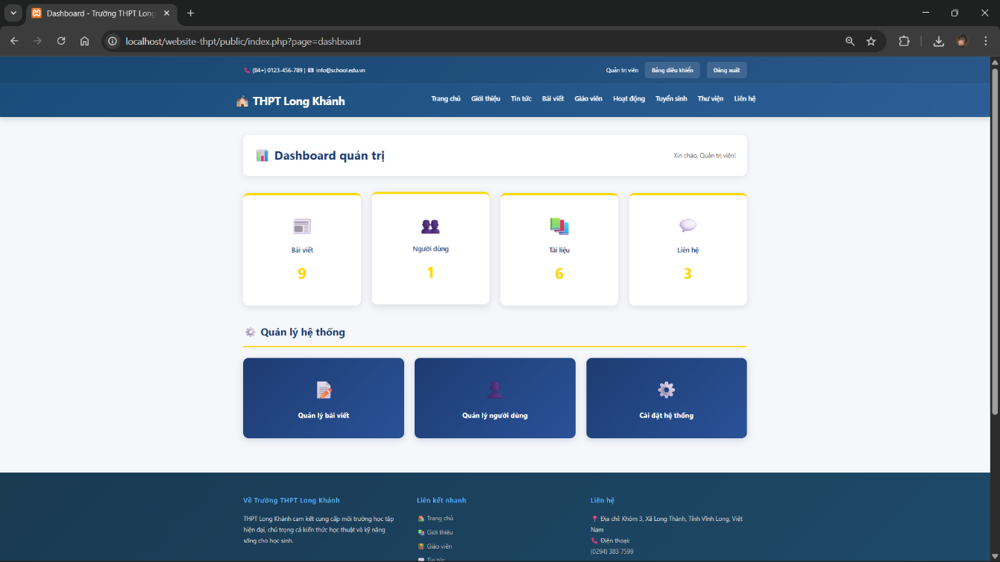 Dashboard - Trường THPT Long
localhost/website-thpt/public/index.php?page=dashboard
(84+) 0123-456-789 | info@school.edu.vn
Quản trị viên
Bảng điều khiển
Đăng xuất
THPT Long Khánh
Trang chủ
Giới thiệu
Tin tức
Bài viết
Giáo viên
Hoạt động
Tuyển sinh
Thư viện
Liên hệ
Dashboard quản trị
Xin chào, Quản trị viên!
Bài viết
9
Người dùng
1
Tài liệu
6
Liên hệ
3
Quản lý hệ thống
Quản lý bài viết
Quản lý người dùng
Cài đặt hệ thống
Về Trường THPT Long Khánh
THPT Long Khánh cam kết cung cấp môi trường học tập
hiện đại, chú trọng cả kiến thức học thuật và kỹ năng
sống cho học sinh.
Liên kết nhanh
Trang chủ
Giới thiệu
Giáo viên
Tin tức
Liên hệ
Địa chỉ: Khóm 3, Xã Long Thành, Tỉnh Vĩnh Long, Việt
Nam
Điện thoại:
(0294) 383 7599